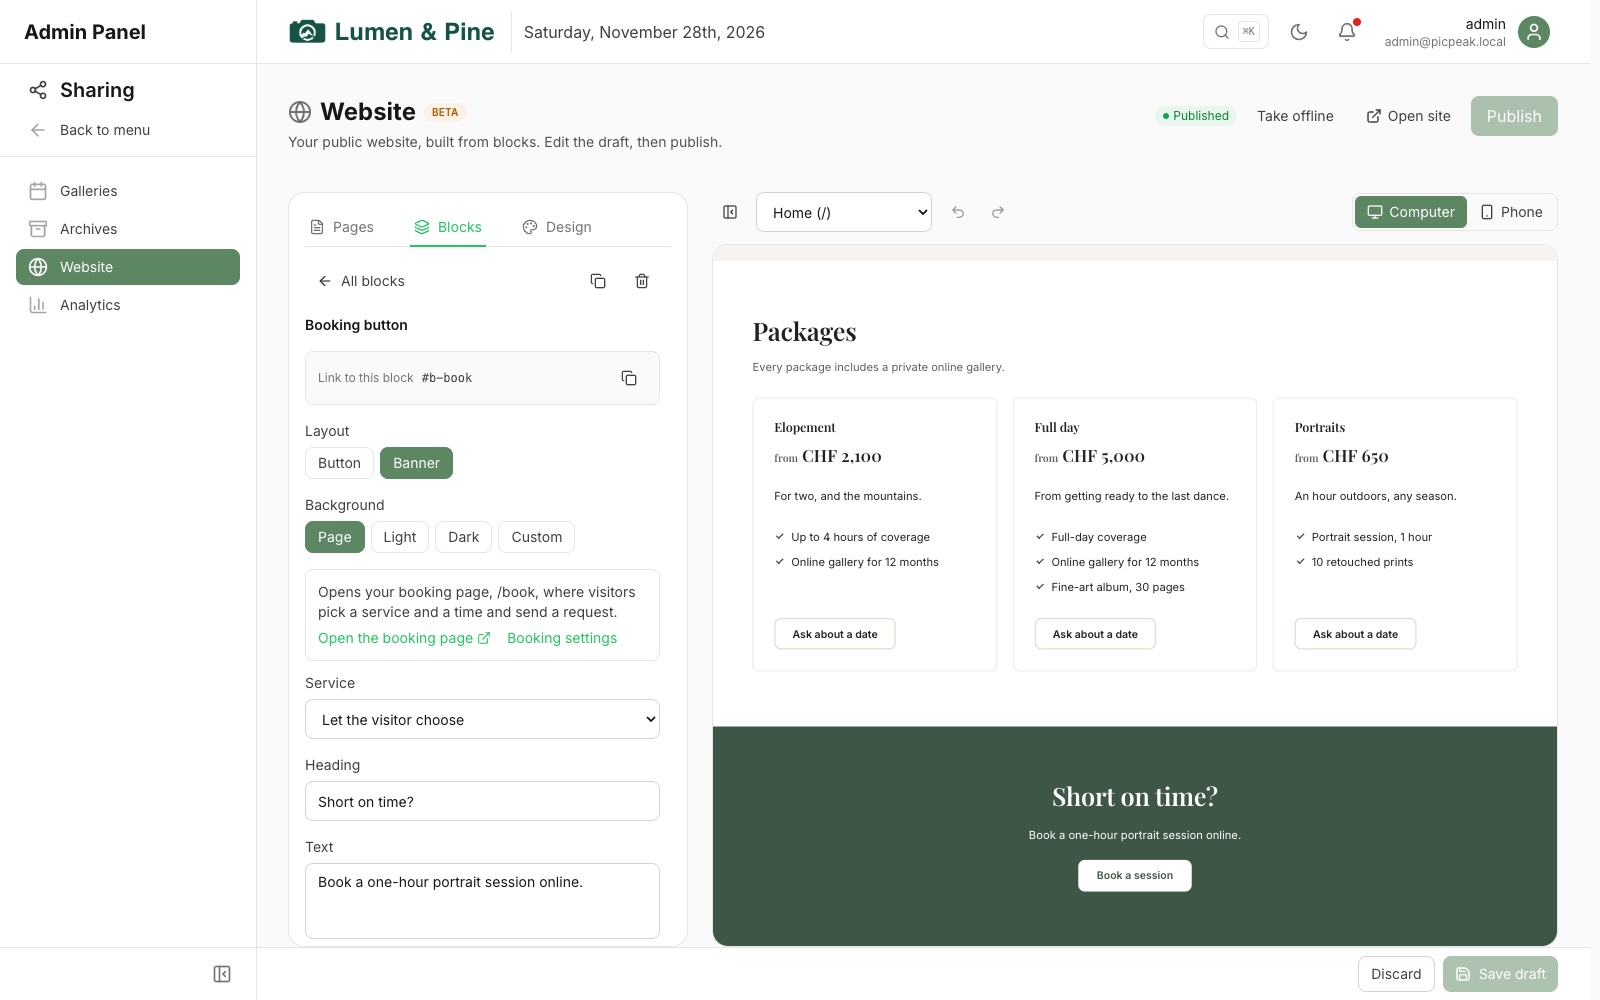 Admin Panel
Lumen & Pine
Saturday, November 28th, 2026
⌘K
admin
admin@picpeak.local
Sharing
Back to menu
Galleries
Archives
Website
Analytics
Website
BETA
Your public website, built from blocks. Edit the draft, then publish.
Published
Take offline
Open site
Publish
Pages
Blocks
Design
All blocks
Booking button
Link to this block #b-book
Layout
Button
Banner
Background
Page
Light
Dark
Custom
Opens your booking page, /book, where visitors
pick a service and a time and send a request.
Open the booking page
Booking settings
Service
Let the visitor choose
Heading
Short on time?
Text
Book a one-hour portrait session online.
Home (/)
Computer
Phone
Packages
Every package includes a private online gallery.
Elopement
from CHF 2,100
For two, and the mountains.
Up to 4 hours of coverage
Online gallery for 12 months
Ask about a date
Full day
from CHF 5,000
From getting ready to the last dance.
Full-day coverage
Online gallery for 12 months
Fine-art album, 30 pages
Ask about a date
Portraits
from CHF 650
An hour outdoors, any season.
Portrait session, 1 hour
10 retouched prints
Ask about a date
Short on time?
Book a one-hour portrait session online.
Book a session
Discard
Save draft